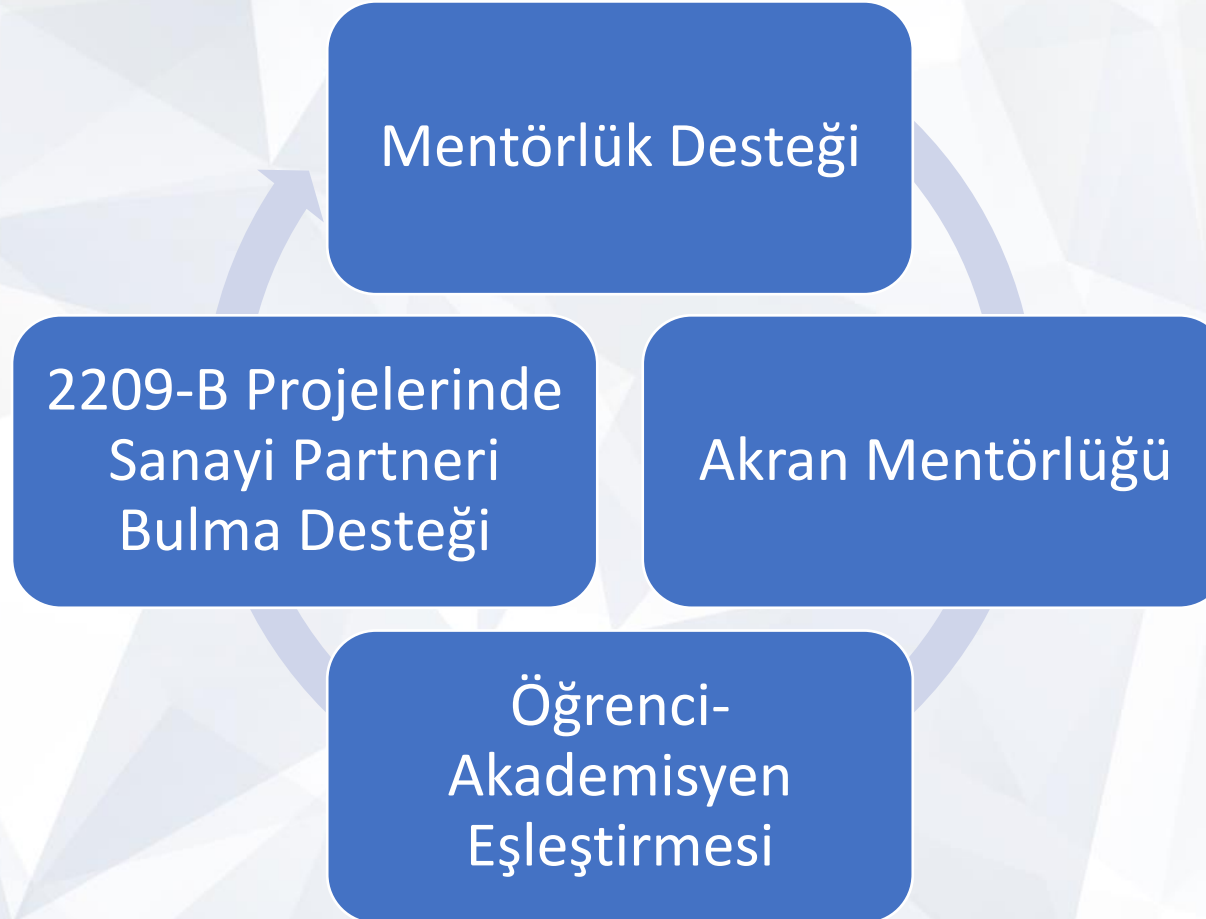 Mentörlük Desteği
2209-B Projelerinde
Sanayi Partneri
Bulma Desteği
Akran Mentörlüğü
Öğrenci-
Akademisyen
Eşleştirmesi